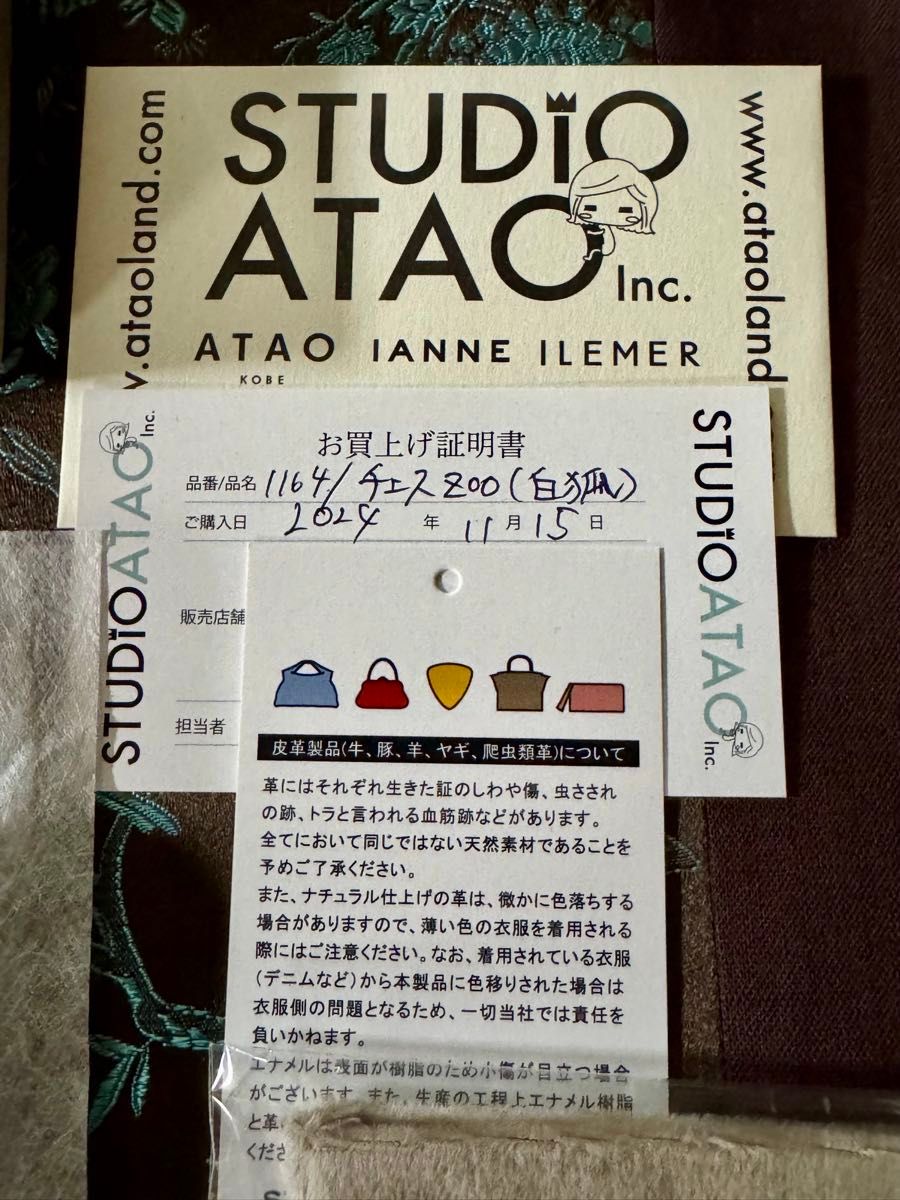 STUDiO
ATAO Inc.
www.ataoland.com
www.ataoland
ATAO IANNE ILEMER
KOBE
お買上げ証明書
品番/品名 1164/チェスZOO(白狐)
ご購入日 2024 年 11 月 15 日
販売店舗
担当者
STUDiO ATAO Inc.
STUDiO ATAO Inc.
皮革製品(牛、豚、羊、ヤギ、爬虫類革)について
革にはそれぞれ生きた証のしわや傷、虫さされ
の跡、トラと言われる血筋跡などがあります。
全てにおいて同じではない天然素材であることを
予めご了承ください。
また、ナチュラル仕上げの革は、微かに色落ちする
場合がありますので、薄い色の衣服を着用される
際にはご注意ください。なお、着用されている衣服
(デニムなど)から本製品に色移りされた場合は
衣服側の問題となるため、一切当社では責任を
負いかねます。
エナメルは表面が樹脂のため小傷が目立つ場合
がございます。また、生産の工程上エナメル樹脂
と革
くださ